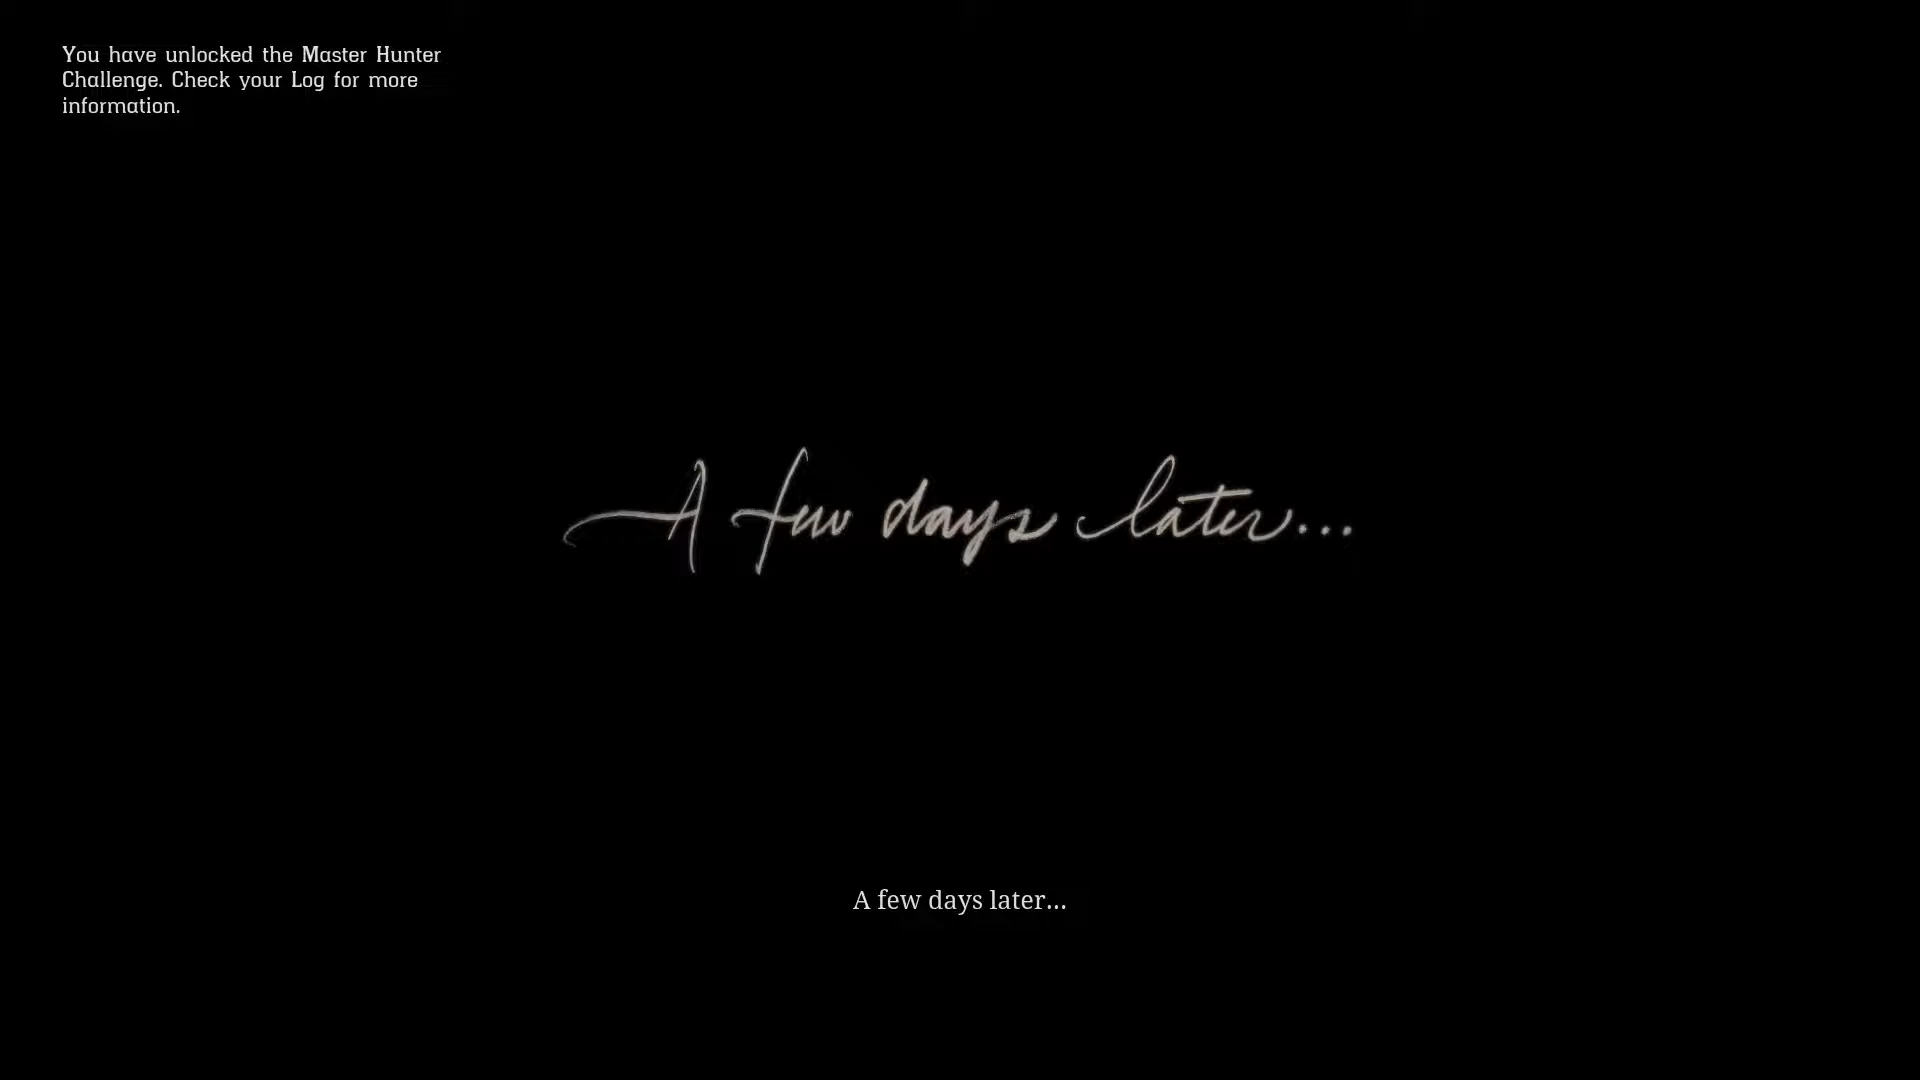 You have unlocked the Master Hunter
Challenge. Check your Log for more
information.
A few days later...
A few days later...